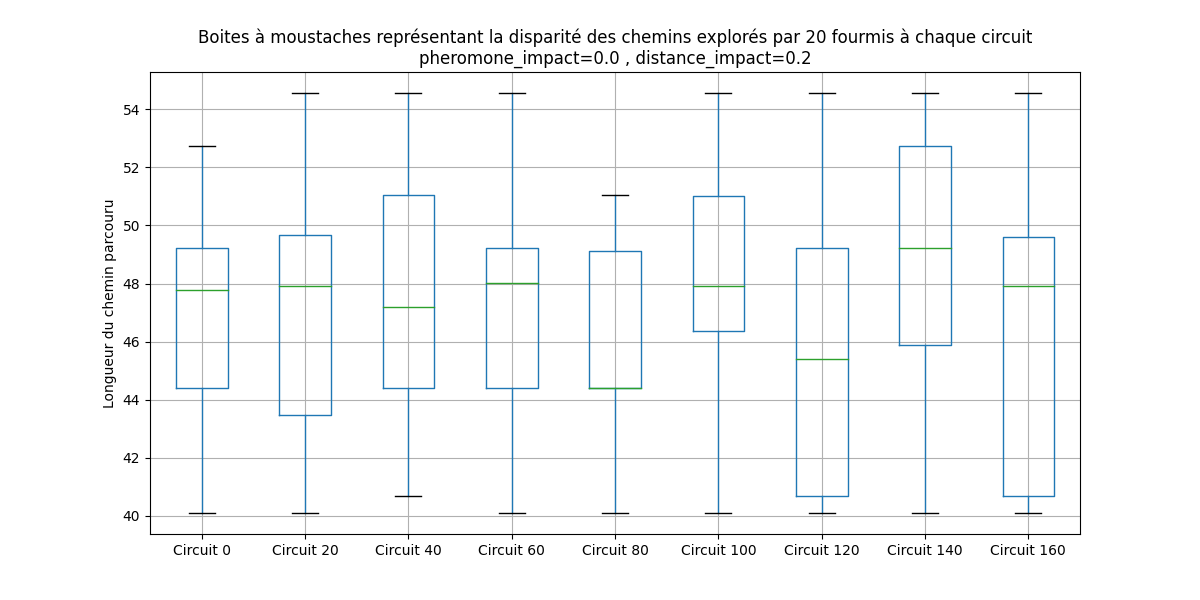 Boites à moustaches représentant la disparité des chemins explorés par 20 fourmis à chaque circuit
pheromone_impact=0.0 , distance_impact=0.2
Longueur du chemin parcouru
54
52
50
48
46
44
42
40
Circuit 0
Circuit 20
Circuit 40
Circuit 60
Circuit 80
Circuit 100
Circuit 120
Circuit 140
Circuit 160